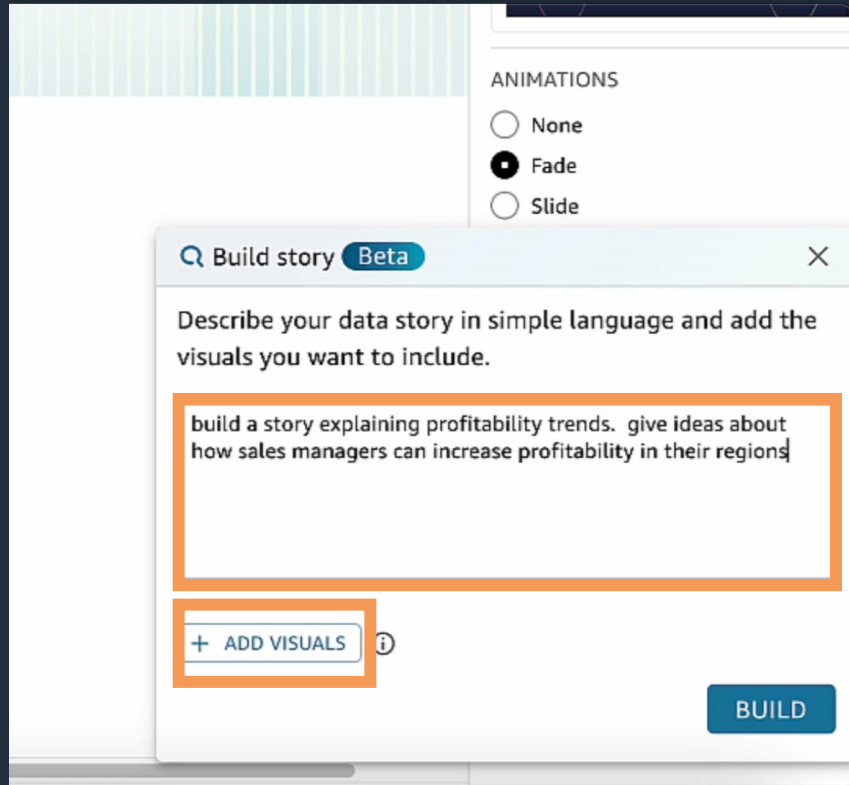 ANIMATIONS
None
Fade
Slide
Build story Beta
Describe your data story in simple language and add the
visuals you want to include.
build a story explaining profitability trends.  give ideas about
how sales managers can increase profitability in their regions
+ ADD VISUALS
BUILD